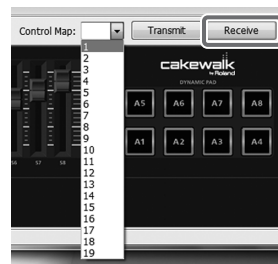 Control Map: Transmit Receive
cakewalk
by Roland
DYNAMIC PAD
A5 A6 A7 A8
A1 A2 A3 A4
S6 S7 S8
1
2
3
4
5
6
7
8
9
10
11
12
13
14
15
16
17
18
19